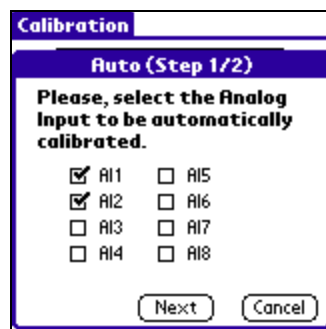 Calibration
Auto (Step 1/2)
Please, select the Analog
Input to be automatically
calibrated.
AI1 AI5
AI2 AI6
AI3 AI7
AI4 AI8
Next Cancel